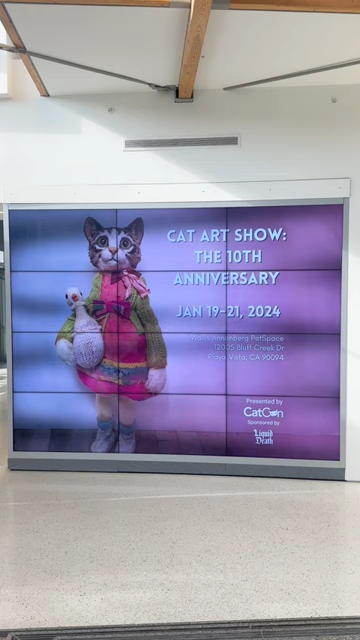 CAT ART SHOW:
THE 10TH
ANNIVERSARY
JAN 19-21, 2024
Wallis Annenberg PetSpace
12005 Bluff Creek Dr
Playa Vista, CA 90094
Presented by
CatCon
Sponsored by
Liquid
Death